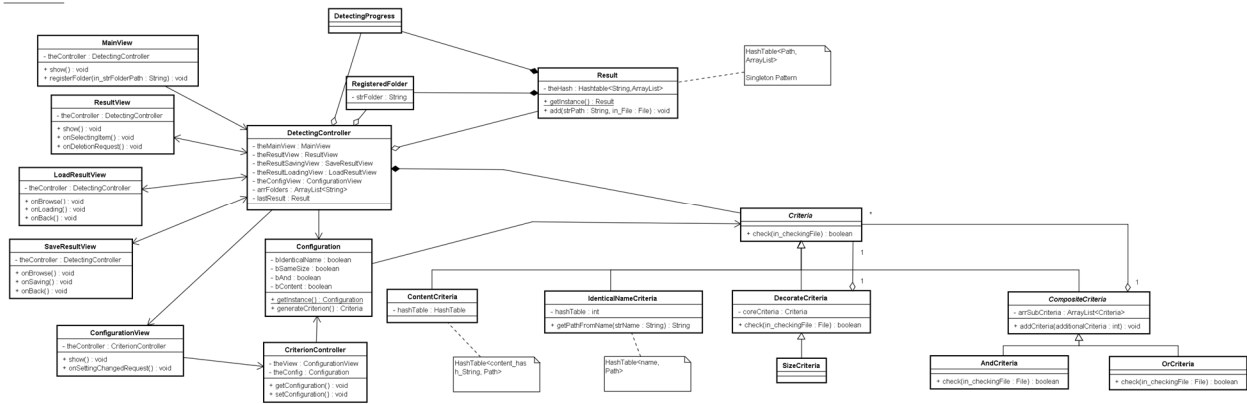 DetectingProgress
MainView
- theController : DetectingController
+ show() : void
+ registerFolder(in_strFolderPath : String) : void
ResultView
- theController : DetectingController
+ show() : void
+ onSelectingItem() : void
+ onDeletionRequest() : void
LoadResultView
- theController : DetectingController
+ onBrowse() : void
+ onLoading() : void
+ onBack() : void
SaveResultView
- theController : DetectingController
+ onBrowse() : void
+ onSaving() : void
+ onBack() : void
ConfigurationView
- theController : CriterionController
+ show() : void
+ onSettingChangedRequest() : void
RegisteredFolder
- strFolder : String
Result
- theHash : Hashtable<String,ArrayList>
+ getInstance() : Result
+ add(strPath : String, in_File : File) : void
HashTable<Path,
ArrayList>
Singleton Pattern
DetectingController
- theMainView : MainView
- theResultView : ResultView
- theResultSavingView : SaveResultView
- theResultLoadingView : LoadResultView
- theConfigView : ConfigurationView
- arrFolders : ArrayList<String>
- lastResult : Result
Configuration
- bIdenticalName : boolean
- bSameSize : boolean
- bAnd : boolean
- bContent : boolean
+ getInstance() : Configuration
+ generateCriterion() : Criteria
CriterionController
- theView : ConfigurationView
- theConfig : Configuration
+ getConfiguration() : void
+ setConfiguration() : void
Criteria
+ check(in_checkingFile) : boolean
*
1
1
1
ContentCriteria
- hashTable : HashTable
HashTable<content_has
h_String, Path>
IdenticalNameCriteria
- hashTable : int
+ getPathFromName(strName : String) : String
HashTable<name,
Path>
DecorateCriteria
- coreCriteria : Criteria
+ check(in_checkingFile : File) : boolean
SizeCriteria
CompositeCriteria
- arrSubCriteria : ArrayList<Criteria>
+ addCriteria(additionalCriteria : int) : void
AndCriteria
+ check(in_checkingFile : File) : boolean
OrCriteria
+ check(in_checkingFile : File) : boolean